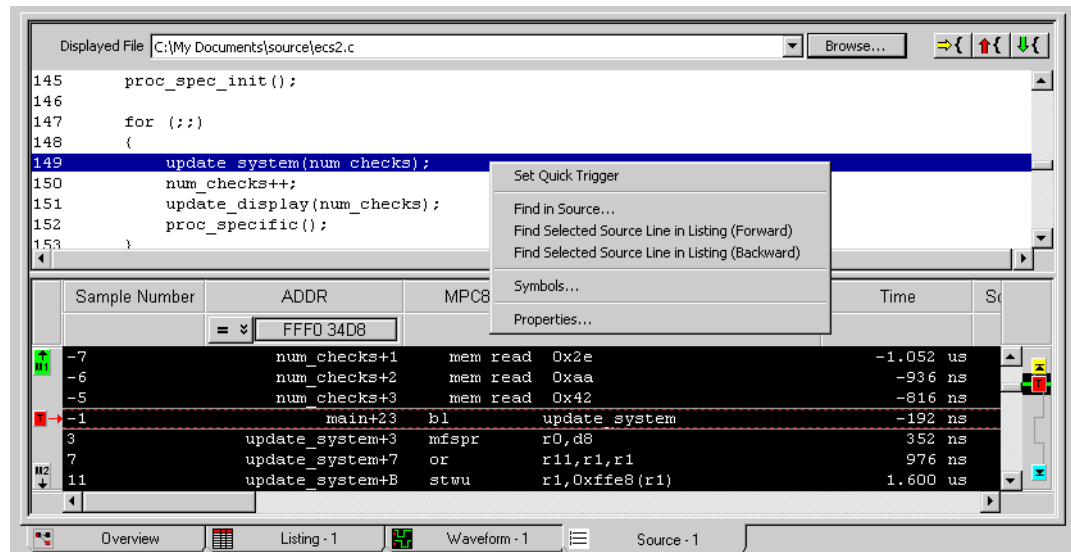 Displayed File C:\My Documents\source\ecs2.c Browse...
145 proc_spec_init();
146
147 for (;;)
148 {
149 update_system(num_checks);
150 num_checks++;
151 update_display(num_checks);
152 proc_specific();
153 }
Set Quick Trigger
Find in Source...
Find Selected Source Line in Listing (Forward)
Find Selected Source Line in Listing (Backward)
Symbols...
Properties...
Sample Number ADDR MPC8 Time
= FFF0 34D8
M1 -7 num_checks+1 mem read 0x2e -1.052 us
-6 num_checks+2 mem read 0xaa -936 ns
T -5 num_checks+3 mem read 0x42 -816 ns
T -1 main+23 bl update_system -192 ns
3 update_system+3 mfspr r0,d8 352 ns
7 update_system+7 or r11,r1,r1 976 ns
M2 11 update_system+B stwu r1,0xffe8(r1) 1.600 us
Overview Listing - 1 Waveform - 1 Source - 1